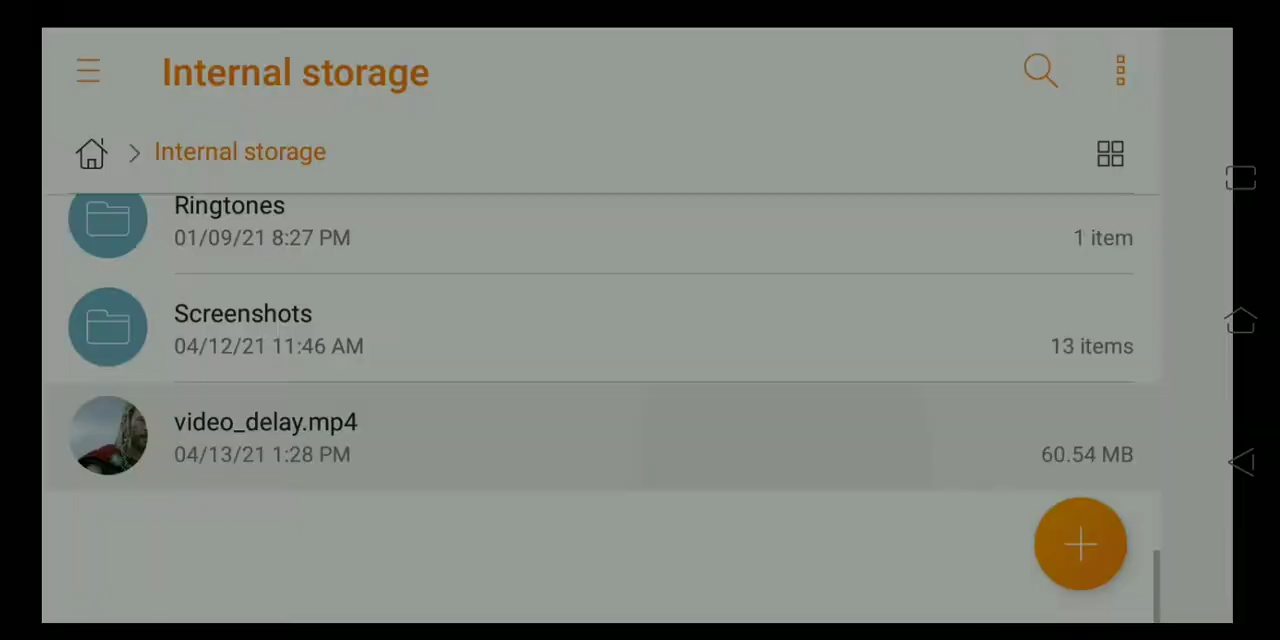 Internal storage
Internal storage
Ringtones
01/09/21 8:27 PM
1 item
Screenshots
04/12/21 11:46 AM
13 items
video_delay.mp4
04/13/21 1:28 PM
60.54 MB